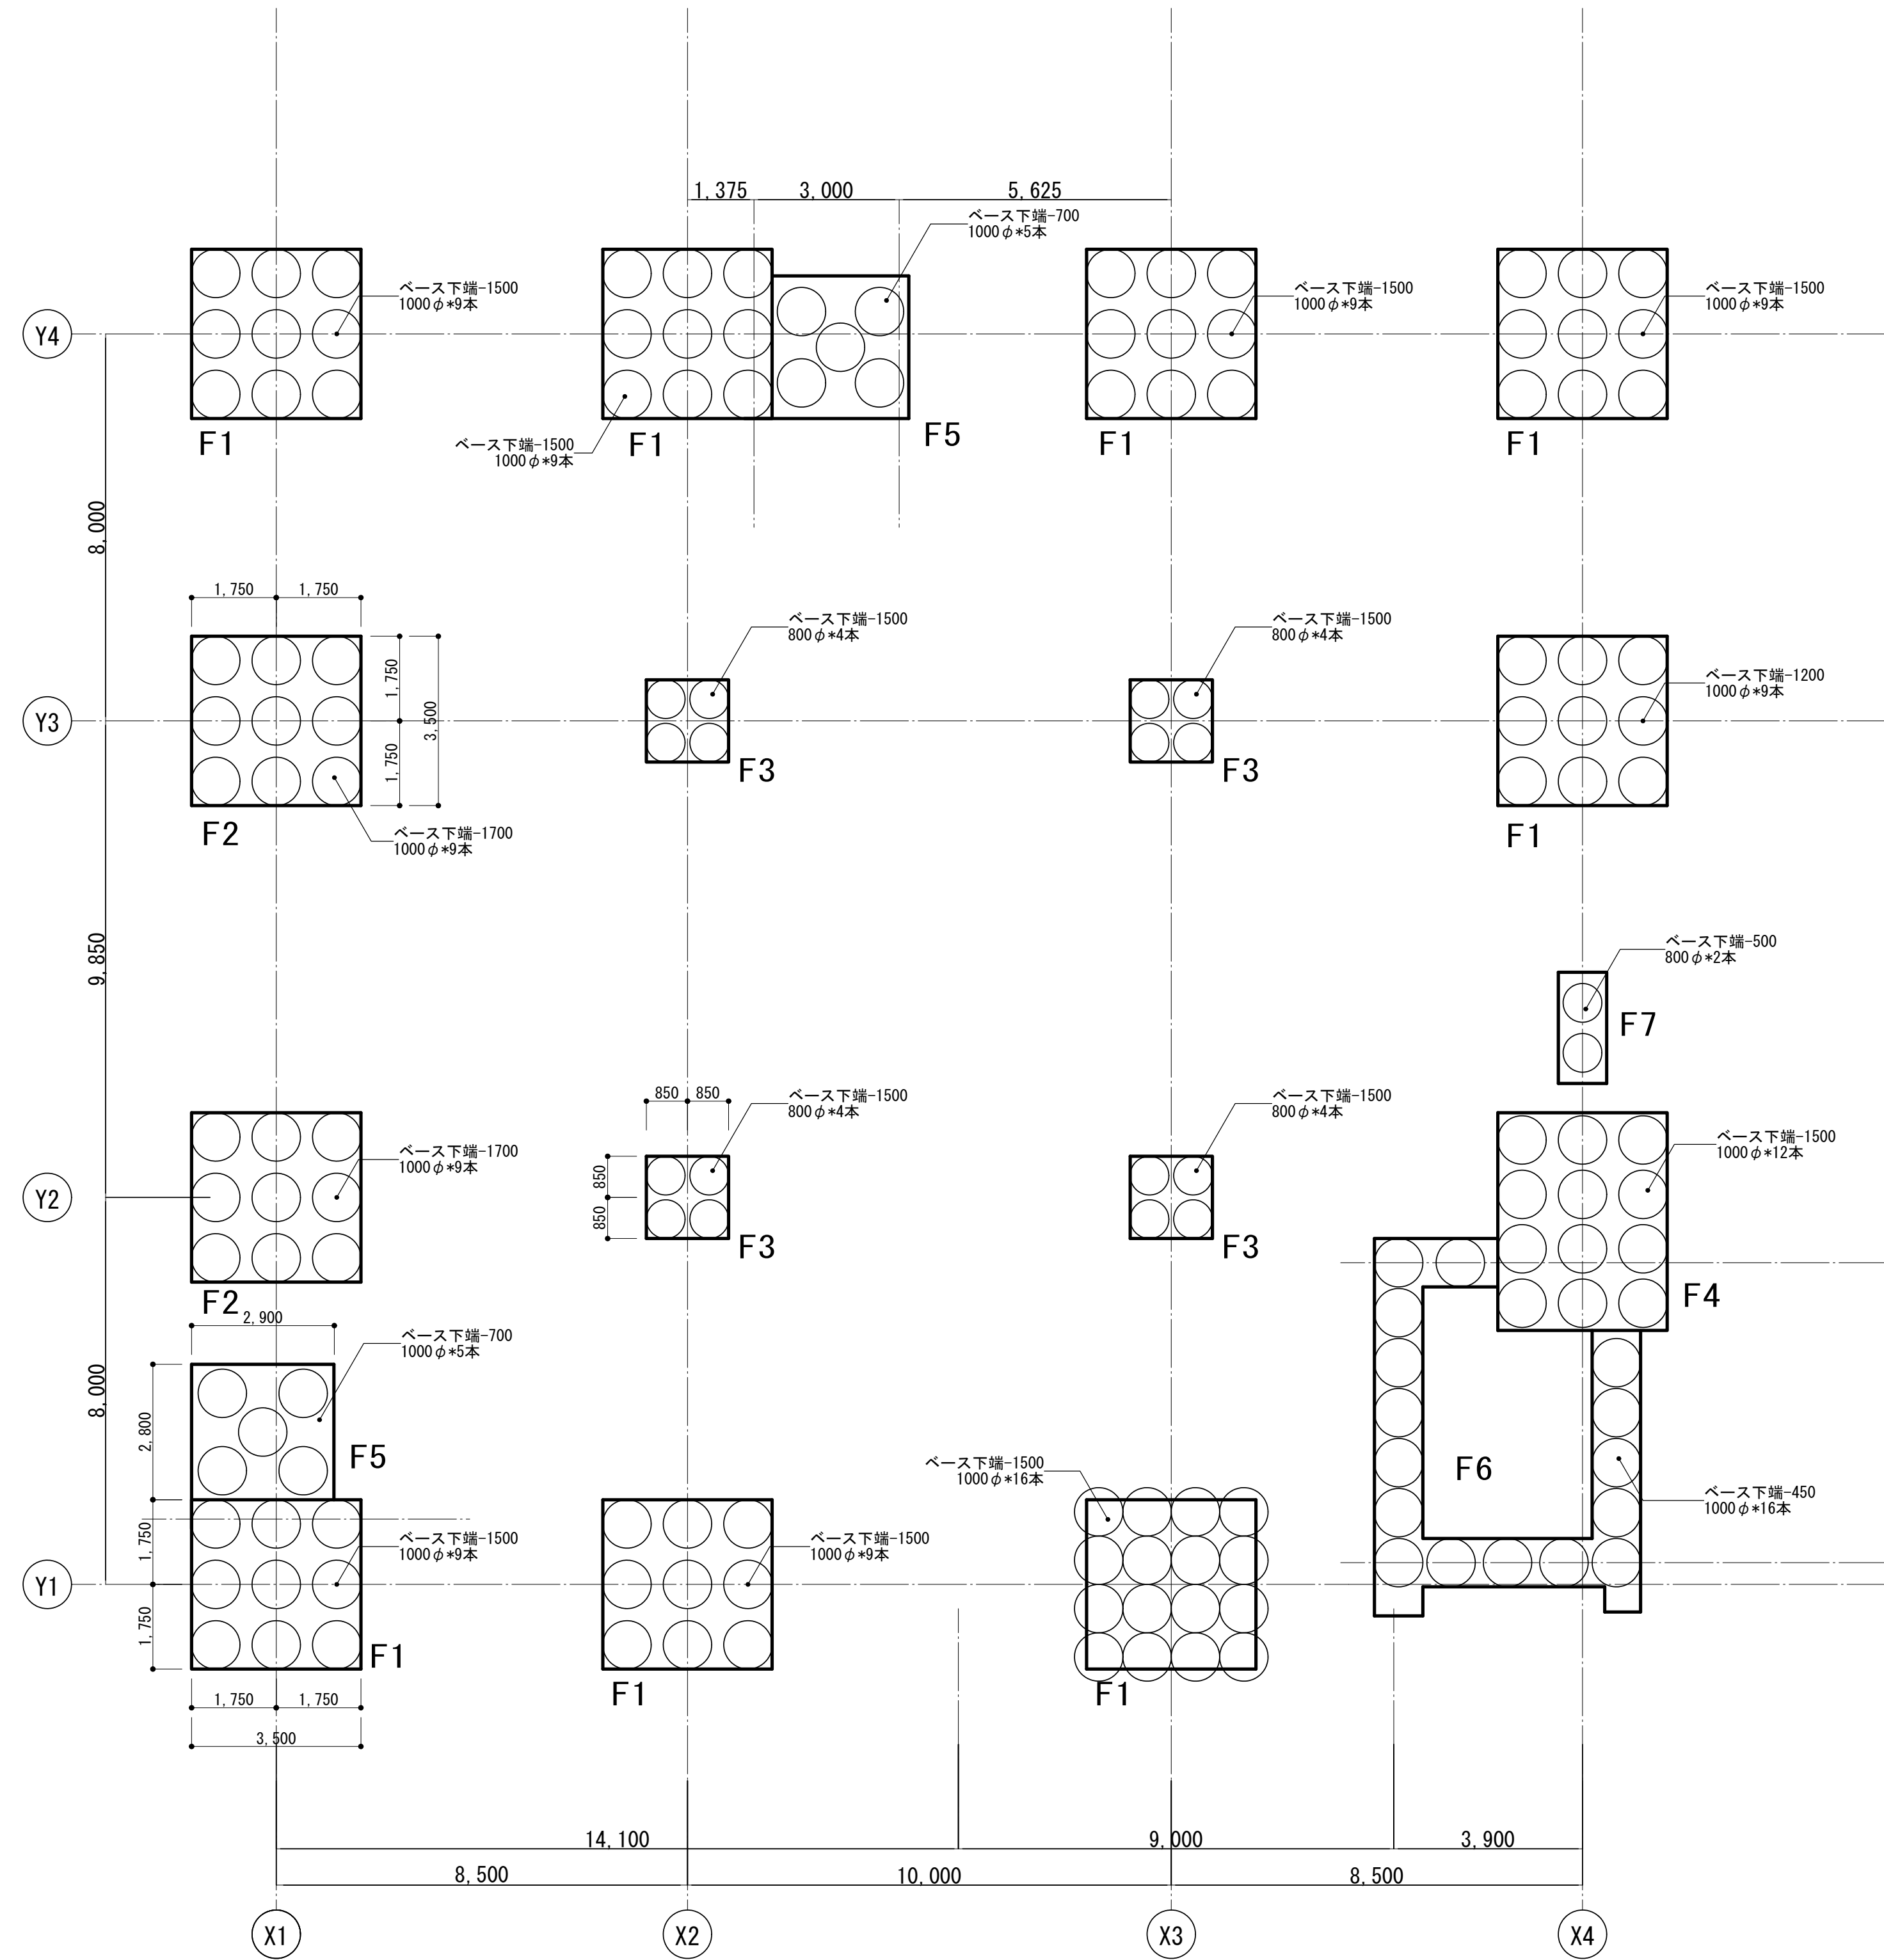 1,375 3,000 5,625
ベース下端-700
1000φ*5本
ベース下端-1500
1000φ*9本
ベース下端-1500
1000φ*9本
ベース下端-1500
1000φ*9本
Y4
F1
ベース下端-1500
1000φ*9本
F1
F5
F1
F1
8,000
1,750 1,750
ベース下端-1500
800φ*4本
ベース下端-1500
800φ*4本
1,750
3,500
1,750
ベース下端-1200
1000φ*9本
Y3
F3
F3
F2
ベース下端-1700
1000φ*9本
F1
9,850
ベース下端-500
800φ*2本
F7
850 850
ベース下端-1500
800φ*4本
ベース下端-1500
800φ*4本
ベース下端-1700
1000φ*9本
ベース下端-1500
1000φ*12本
850
850
Y2
F3
F3
F2
F4
2,900
ベース下端-700
1000φ*5本
8,000
2,800
F5
F6
ベース下端-1500
1000φ*16本
ベース下端-450
1000φ*16本
1,750
ベース下端-1500
1000φ*9本
ベース下端-1500
1000φ*9本
Y1
1,750
F1
F1
F1
1,750 1,750
3,500
14,100 9,000 3,900
8,500 10,000 8,500
X1 X2 X3 X4